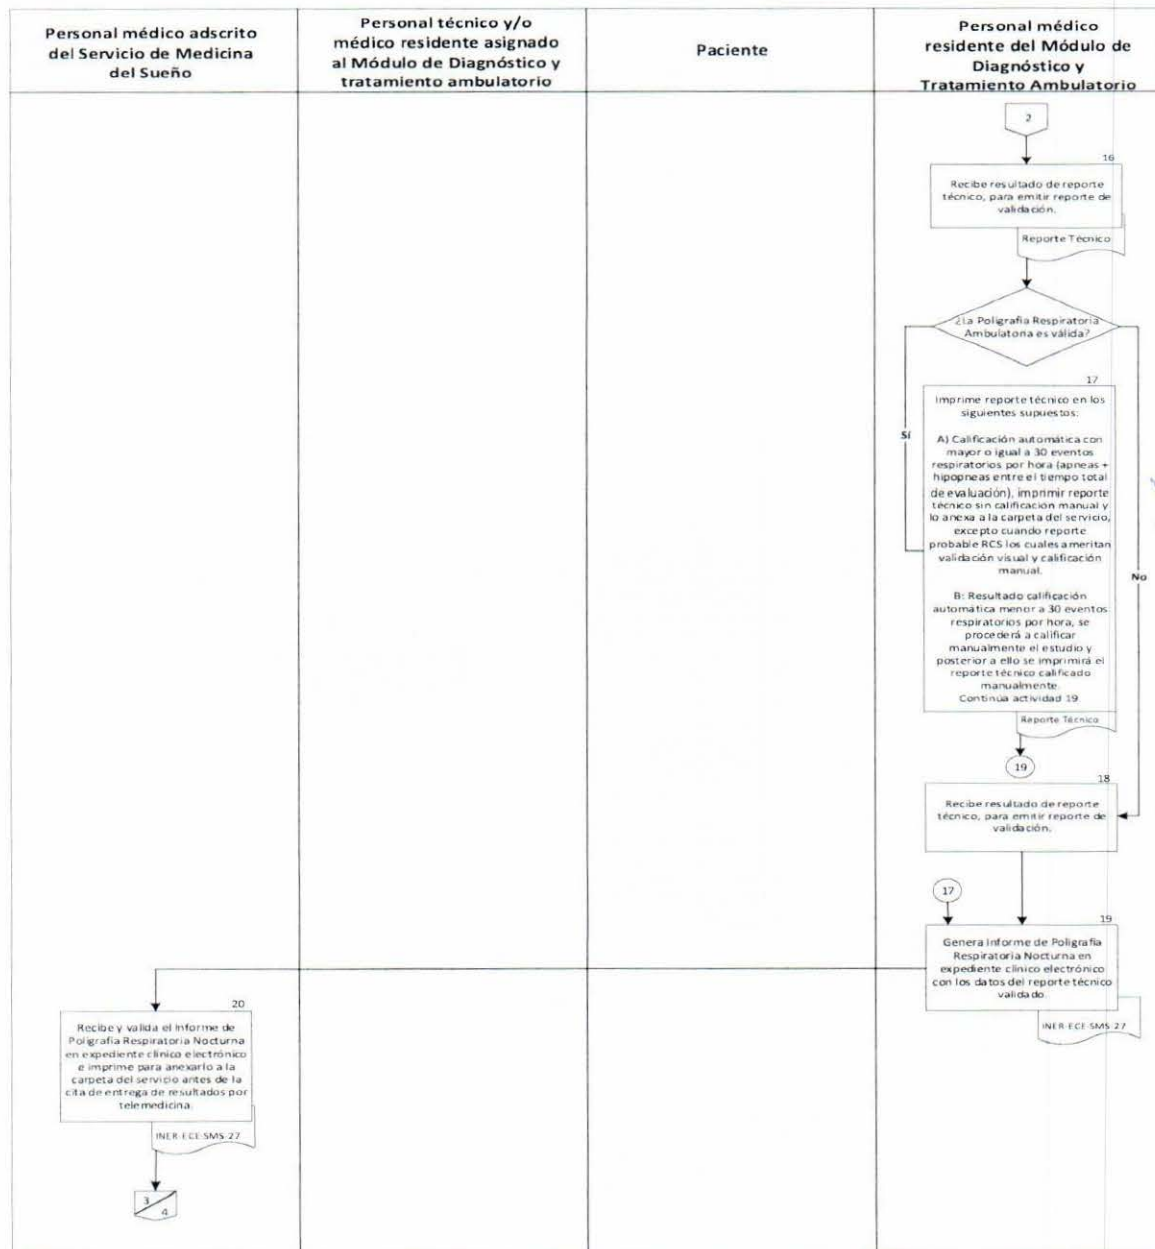 Personal médico adscrito
del Servicio de Medicina
del Sueño
Personal técnico y/o
médico residente asignado
al Módulo de Diagnóstico y
tratamiento ambulatorio
Paciente
Personal médico
residente del Módulo de
Diagnóstico y
Tratamiento Ambulatorio
2
16
Recibe resultado de reporte
técnico, para emitir reporte de
validación.
Reporte Técnico
¿La Poligrafía Respiratoria
Ambulatoria es válida?
Sí
No
17
Imprime reporte técnico en los
siguientes supuestos:
A) Calificación automática con
mayor o igual a 30 eventos
respiratorios por hora (apneas +
hipopneas entre el tiempo total
de evaluación), imprimir reporte
técnico sin calificación manual y
lo anexa a la carpeta del servicio,
excepto cuando reporte
probable RCS los cuales ameritan
validación visual y calificación
manual.
B: Resultado calificación
automática menor a 30 eventos
respiratorios por hora, se
procederá a calificar
manualmente el estudio y
posterior a ello se imprimirá el
reporte técnico calificado
manualmente.
Continúa actividad 19
Reporte Técnico
19
18
Recibe resultado de reporte
técnico, para emitir reporte de
validación.
17
19
Genera Informe de Poligrafía
Respiratoria Nocturna en
expediente clínico electrónico
con los datos del reporte técnico
validado.
INER-ECE-SMS-27
20
Recibe y valida el Informe de
Poligrafía Respiratoria Nocturna
en expediente clínico electrónico
e imprime para anexarlo a la
carpeta del servicio antes de la
cita de entrega de resultados por
telemedicina.
INER-ECE-SMS-27
3
4